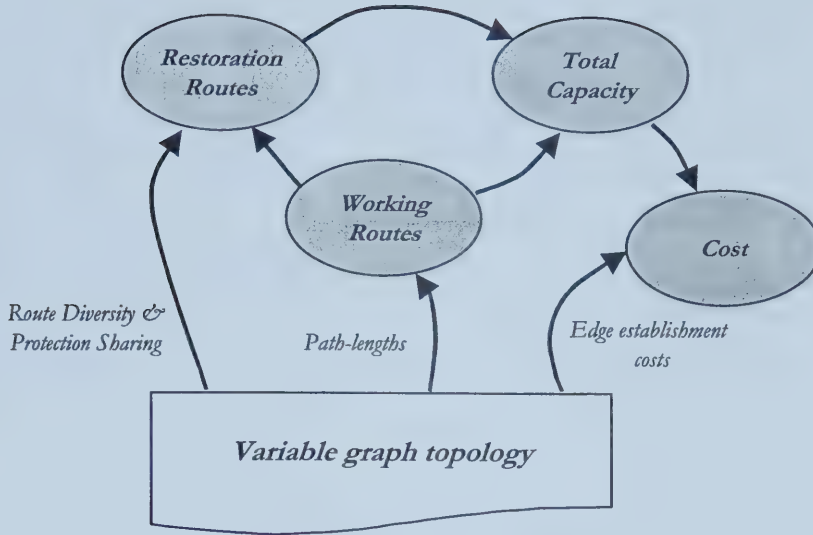 Restoration
Routes
Total
Capacity
Working
Routes
Cost
Route Diversity &
Protection Sharing
Path-lengths
Edge establishment
costs
Variable graph topology